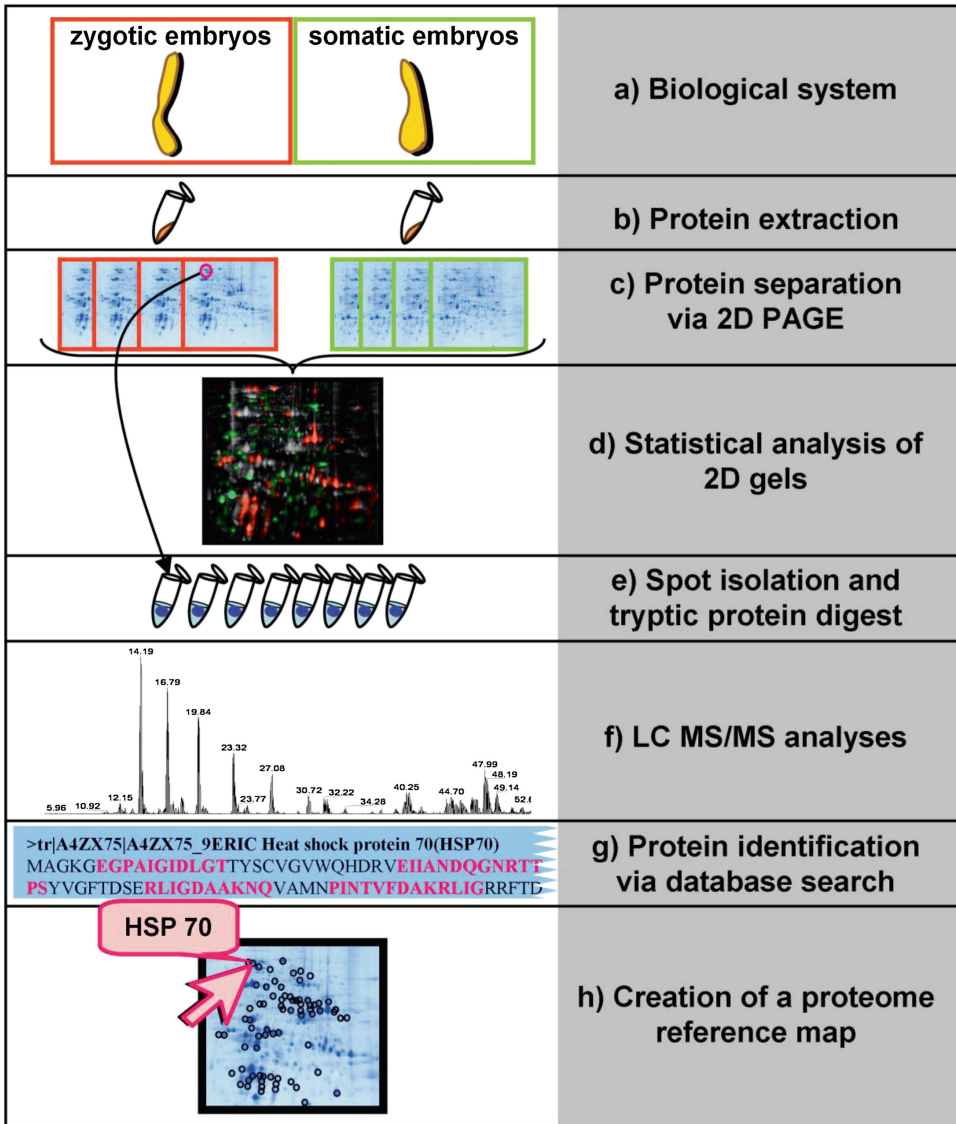 zygotic embryos
somatic embryos
a) Biological system
b) Protein extraction
c) Protein separation
via 2D PAGE
d) Statistical analysis of
2D gels
e) Spot isolation and
tryptic protein digest
14.19
16.79
19.84
23.32
27.08
47.99
48.19
40.25
44.70
49.14
30.72
32.22
12.15
23.77
34.28
5.96
10.92
52.6
f) LC MS/MS analyses
>tr|A4ZX75|A4ZX75_9ERIC Heat shock protein 70(HSP70)
MAGKGEGPAIGIDLGTTYSCVGVWQHDRVEIIANDQGNRTT
PSYVGFTDSERLIGDAAKNQVAMNPINTVFDAKRLIGRRFTD
g) Protein identification
via database search
HSP 70
h) Creation of a proteome
reference map